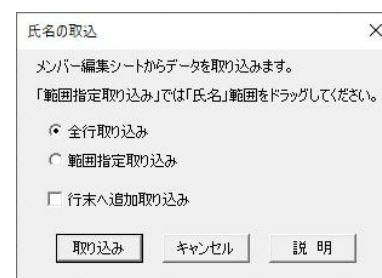 氏名の取込
メンバー編集シートからデータを取り込みます。
「範囲指定取り込み」では「氏名」範囲をドラッグしてください。
全行取り込み
範囲指定取り込み
行末へ追加取り込み
取り込み キャンセル 説 明